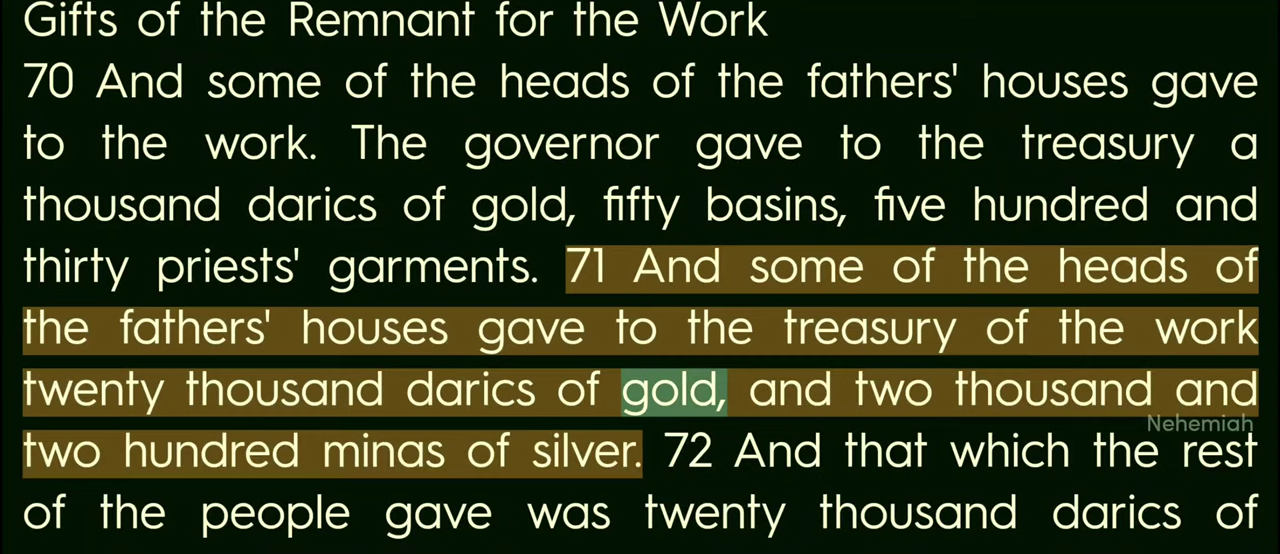 Gifts of the Remnant for the Work
70 And some of the heads of the fathers' houses gave
to the work. The governor gave to the treasury a
thousand darics of gold, fifty basins, five hundred and
thirty priests' garments. 71 And some of the heads of
the fathers' houses gave to the treasury of the work
twenty thousand darics of gold, and two thousand and
Nehemiah
two hundred minas of silver. 72 And that which the rest
of the people gave was twenty thousand darics of